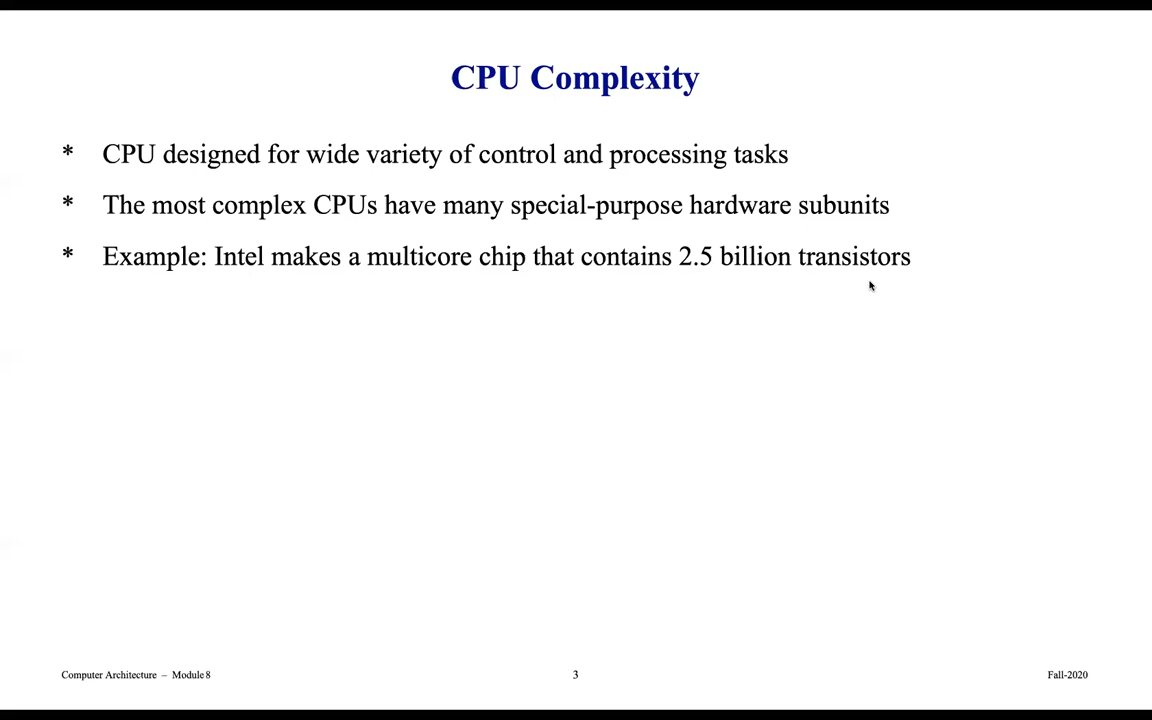 CPU Complexity
* CPU designed for wide variety of control and processing tasks
* The most complex CPUs have many special-purpose hardware subunits
* Example: Intel makes a multicore chip that contains 2.5 billion transistors
Computer Architecture – Module 8 3 Fall-2020